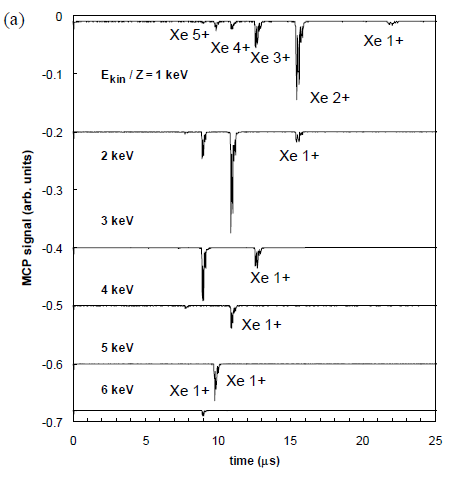 (a)
0
Xe 5+
Xe 4+
Xe 3+
Xe 1+
-0.1
Ekin / Z = 1 keV
Xe 2+
-0.2
2 keV
Xe 1+
-0.3
3 keV
MCP signal (arb. units)
-0.4
4 keV
Xe 1+
-0.5
5 keV
Xe 1+
-0.6
6 keV
Xe 1+
Xe 1+
-0.7
0 5 10 15 20 25
time (μs)